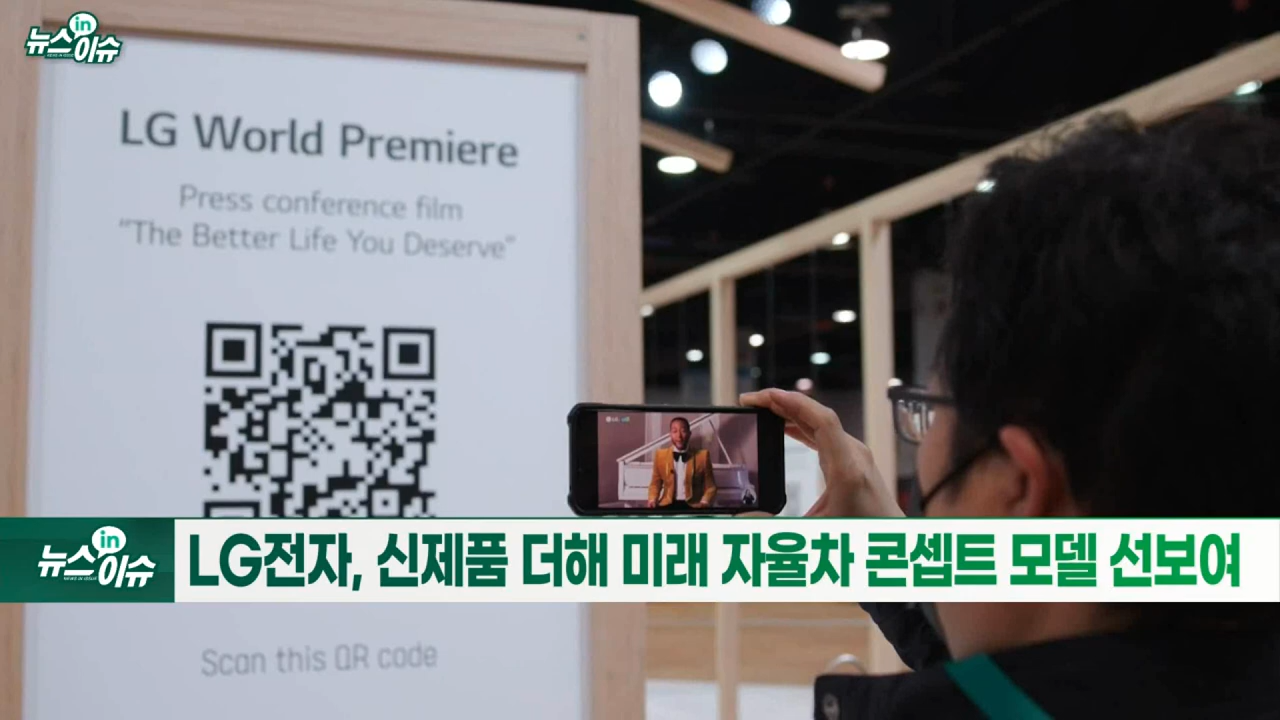 뉴스in이슈
LG World Premiere
Press conference film
"The Better Life You Deserve"
뉴스in이슈
LG전자, 신제품 더해 미래 자율차 콘셉트 모델 선보여
Scan this QR code